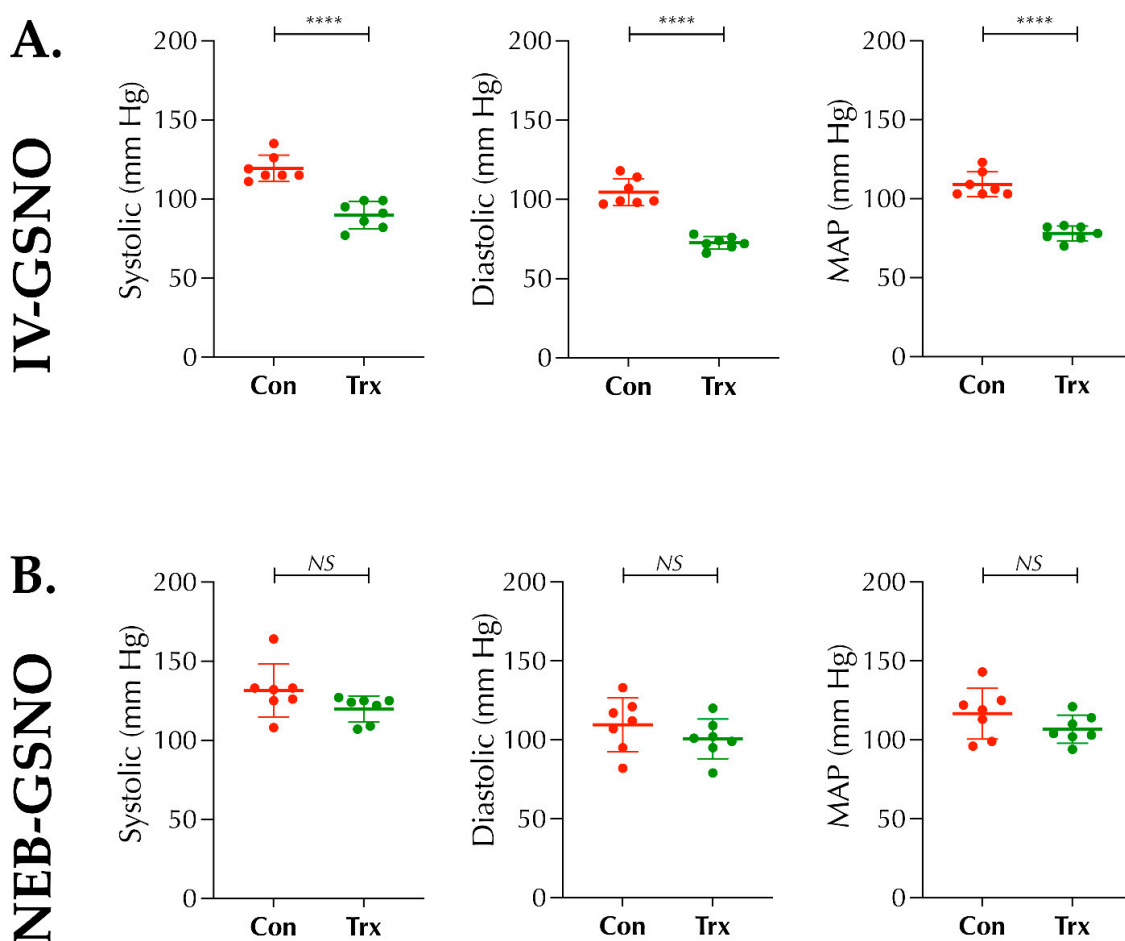 A.
IV-GSNO
****
Systolic (mm Hg)
200
150
100
50
0
Con Trx
****
Diastolic (mm Hg)
200
150
100
50
0
Con Trx
****
MAP (mm Hg)
200
150
100
50
0
Con Trx
B.
NEB-GSNO
NS
Systolic (mm Hg)
200
150
100
50
0
Con Trx
NS
Diastolic (mm Hg)
200
150
100
50
0
Con Trx
NS
MAP (mm Hg)
200
150
100
50
0
Con Trx